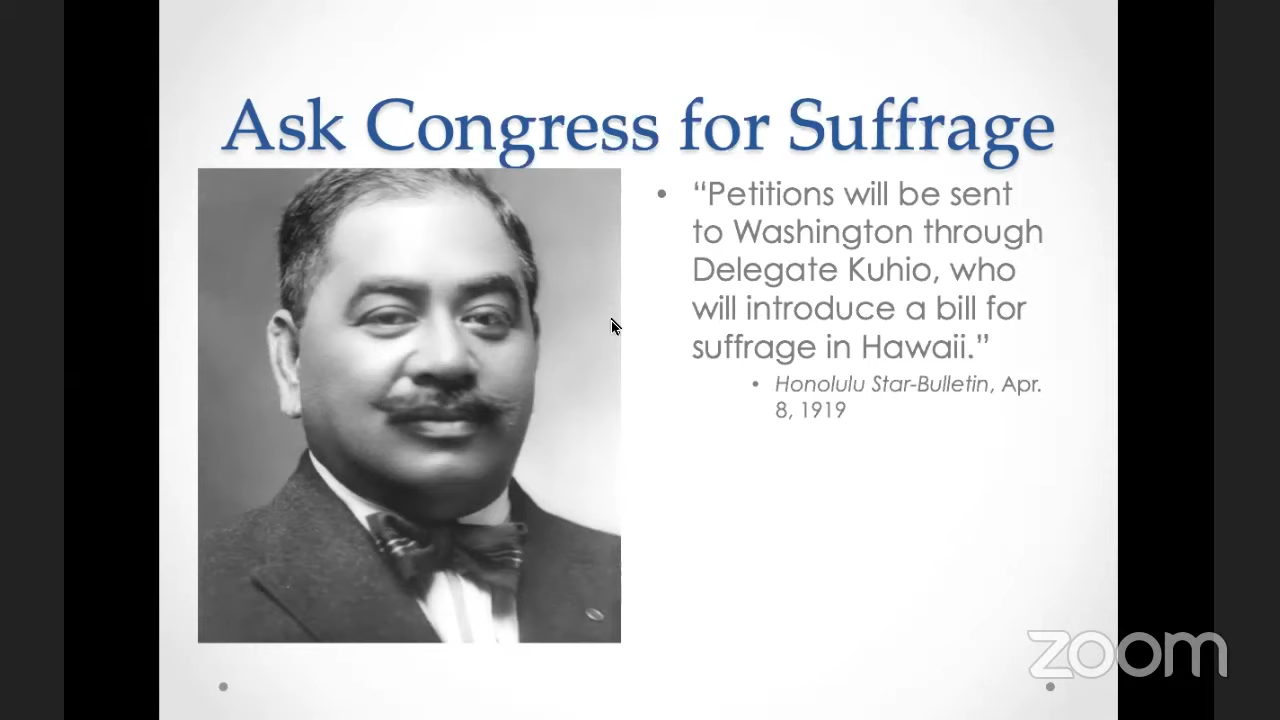 Ask Congress for Suffrage
• “Petitions will be sent
to Washington through
Delegate Kuhio, who
will introduce a bill for
suffrage in Hawaii.”
• Honolulu Star-Bulletin, Apr.
8, 1919
zoom